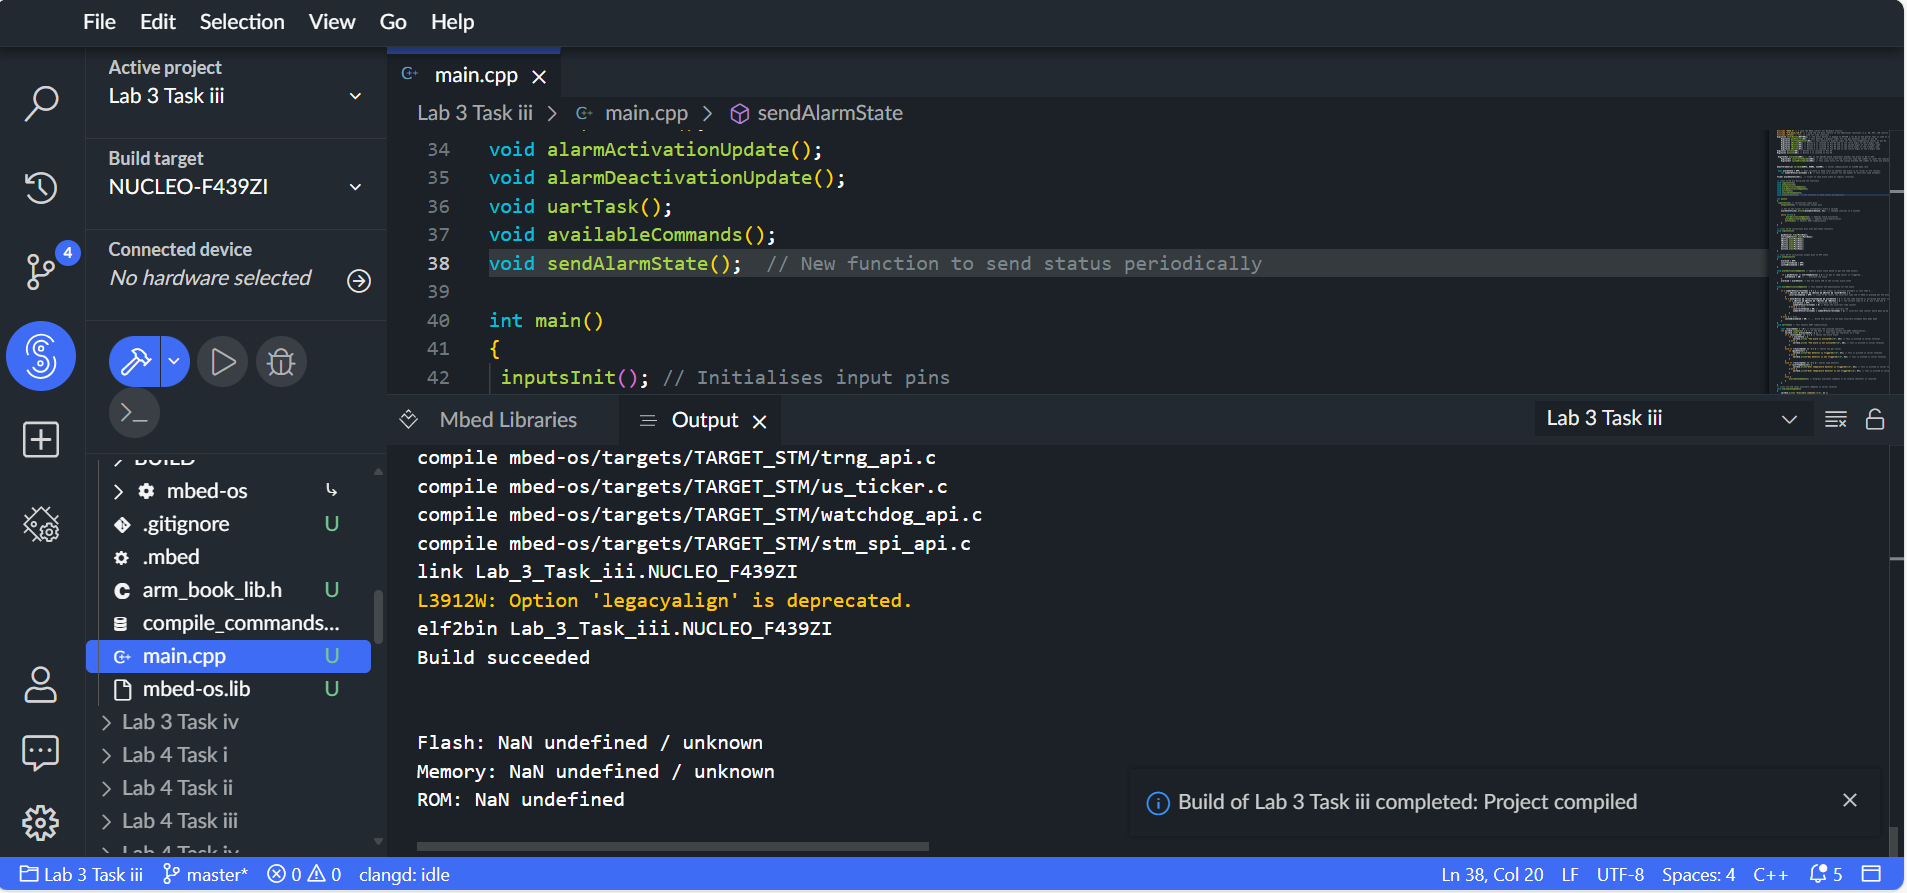 File Edit Selection View Go Help
Active project
Lab 3 Task iii
Build target
NUCLEO-F439ZI
Connected device
No hardware selected
4
BUILD
mbed-os
.gitignore U
.mbed
arm_book_lib.h U
compile_commands...
main.cpp U
mbed-os.lib U
Lab 3 Task iv
Lab 4 Task i
Lab 4 Task ii
Lab 4 Task iii
Lab 4 Task iv
main.cpp
Lab 3 Task iii > main.cpp > sendAlarmState
34 void alarmActivationUpdate();
35 void alarmDeactivationUpdate();
36 void uartTask();
37 void availableCommands();
38 void sendAlarmState();  // New function to send status periodically
39
40 int main()
41 {
42 inputsInit(); // Initialises input pins
Mbed Libraries Output Lab 3 Task iii
compile mbed-os/targets/TARGET_STM/trng_api.c
compile mbed-os/targets/TARGET_STM/us_ticker.c
compile mbed-os/targets/TARGET_STM/watchdog_api.c
compile mbed-os/targets/TARGET_STM/stm_spi_api.c
link Lab_3_Task_iii.NUCLEO_F439ZI
L3912W: Option 'legacyalign' is deprecated.
elf2bin Lab_3_Task_iii.NUCLEO_F439ZI
Build succeeded
Flash: NaN undefined / unknown
Memory: NaN undefined / unknown
ROM: NaN undefined
Build of Lab 3 Task iii completed: Project compiled
Lab 3 Task iii master* 0 0 clangd: idle Ln 38, Col 20 LF UTF-8 Spaces: 4 C++ 5